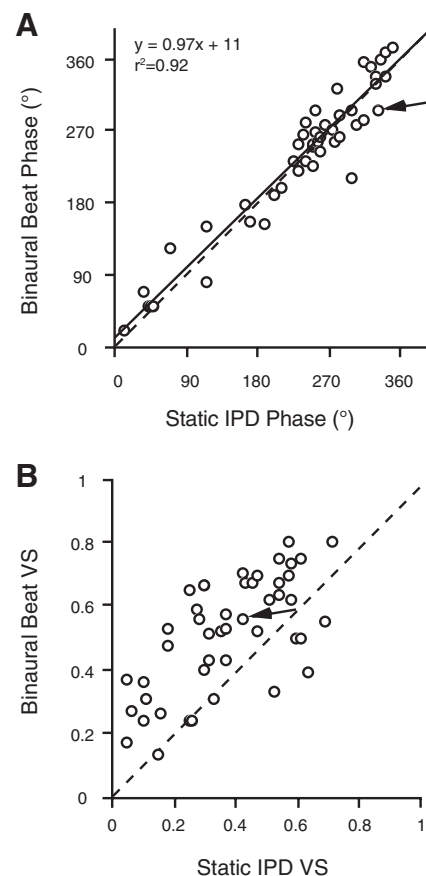 A
y = 0.97x + 11
r²=0.92
360
270
180
90
0
Binaural Beat Phase (°)
0 90 180 270 360
Static IPD Phase (°)
B
1
0.8
0.6
0.4
0.2
0
Binaural Beat VS
0 0.2 0.4 0.6 0.8 1
Static IPD VS